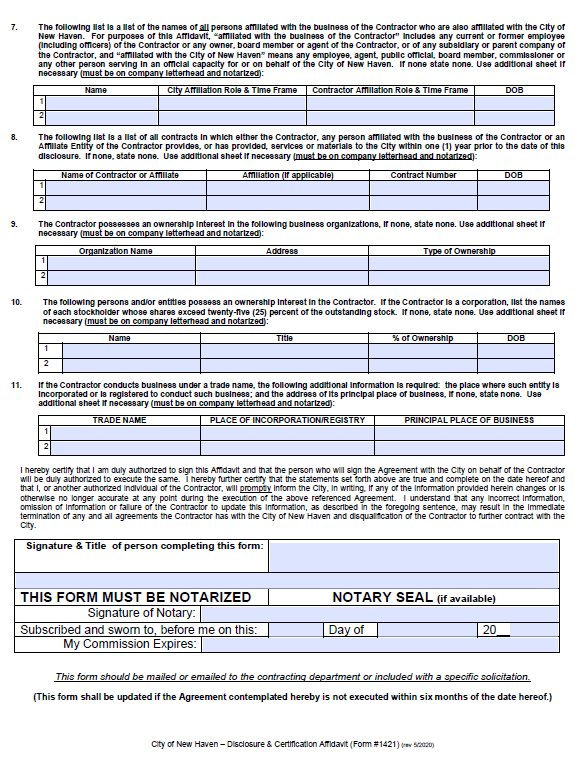 7. The following list is a list of the names of all persons affiliated with the business of the Contractor who are also affiliated with the City of
New Haven. For purposes of this Affidavit, “affiliated with the business of the Contractor” includes any current or former employee
(including officers) of the Contractor or any owner, board member or agent of the Contractor, or of any subsidiary or parent company of
the Contractor, and “affiliated with the City of New Haven” means any employee, agent, public official, board member, commissioner or
any other person serving in an official capacity for or on behalf of the City of New Haven. If none state none. Use additional sheet if
necessary (must be on company letterhead and notarized):
Name City Affiliation Role & Time Frame Contractor Affiliation Role & Time Frame DOB
1
2
8. The following list is a list of all contracts in which either the Contractor, any person affiliated with the business of the Contractor or an
Affiliate Entity of the Contractor provides, or has provided, services or materials to the City within one (1) year prior to the date of this
disclosure. If none, state none. Use additional sheet if necessary (must be on company letterhead and notarized):
Name of Contractor or Affiliate Affiliation (if applicable) Contract Number DOB
1
2
9. The Contractor possesses an ownership interest in the following business organizations, if none, state none. Use additional sheet if
necessary (must be on company letterhead and notarized):
Organization Name Address Type of Ownership
1
2
10. The following persons and/or entities possess an ownership interest in the Contractor. If the Contractor is a corporation, list the names
of each stockholder whose shares exceed twenty-five (25) percent of the outstanding stock. If none, state none. Use additional sheet if
necessary (must be on company letterhead and notarized):
Name Title % of Ownership DOB
1
2
11. If the Contractor conducts business under a trade name, the following additional information is required: the place where such entity is
incorporated or is registered to conduct such business; and the address of its principal place of business, if none, state none. Use
additional sheet if necessary (must be on company letterhead and notarized):
TRADE NAME PLACE OF INCORPORATION/REGISTRY PRINCIPAL PLACE OF BUSINESS
1
2
I hereby certify that I am duly authorized to sign this Affidavit and that the person who will sign the Agreement with the City on behalf of the Contractor
will be duly authorized to execute the same. I hereby further certify that the statements set forth above are true and complete on the date hereof and
that I, or another authorized individual of the Contractor, will promptly inform the City, in writing, if any of the information provided herein changes or is
otherwise no longer accurate at any point during the execution of the above referenced Agreement. I understand that any incorrect information,
omission of information or failure of the Contractor to update this information, as described in the foregoing sentence, may result in the immediate
termination of any and all agreements the Contractor has with the City of New Haven and disqualification of the Contractor to further contract with the
City.
Signature & Title of person completing this form:
THIS FORM MUST BE NOTARIZED NOTARY SEAL (if available)
Signature of Notary:
Subscribed and sworn to, before me on this: Day of 20__
My Commission Expires:
This form should be mailed or emailed to the contracting department or included with a specific solicitation.
(This form shall be updated if the Agreement contemplated hereby is not executed within six months of the date hereof.)
City of New Haven – Disclosure & Certification Affidavit (Form #1421) (rev 5/2020)